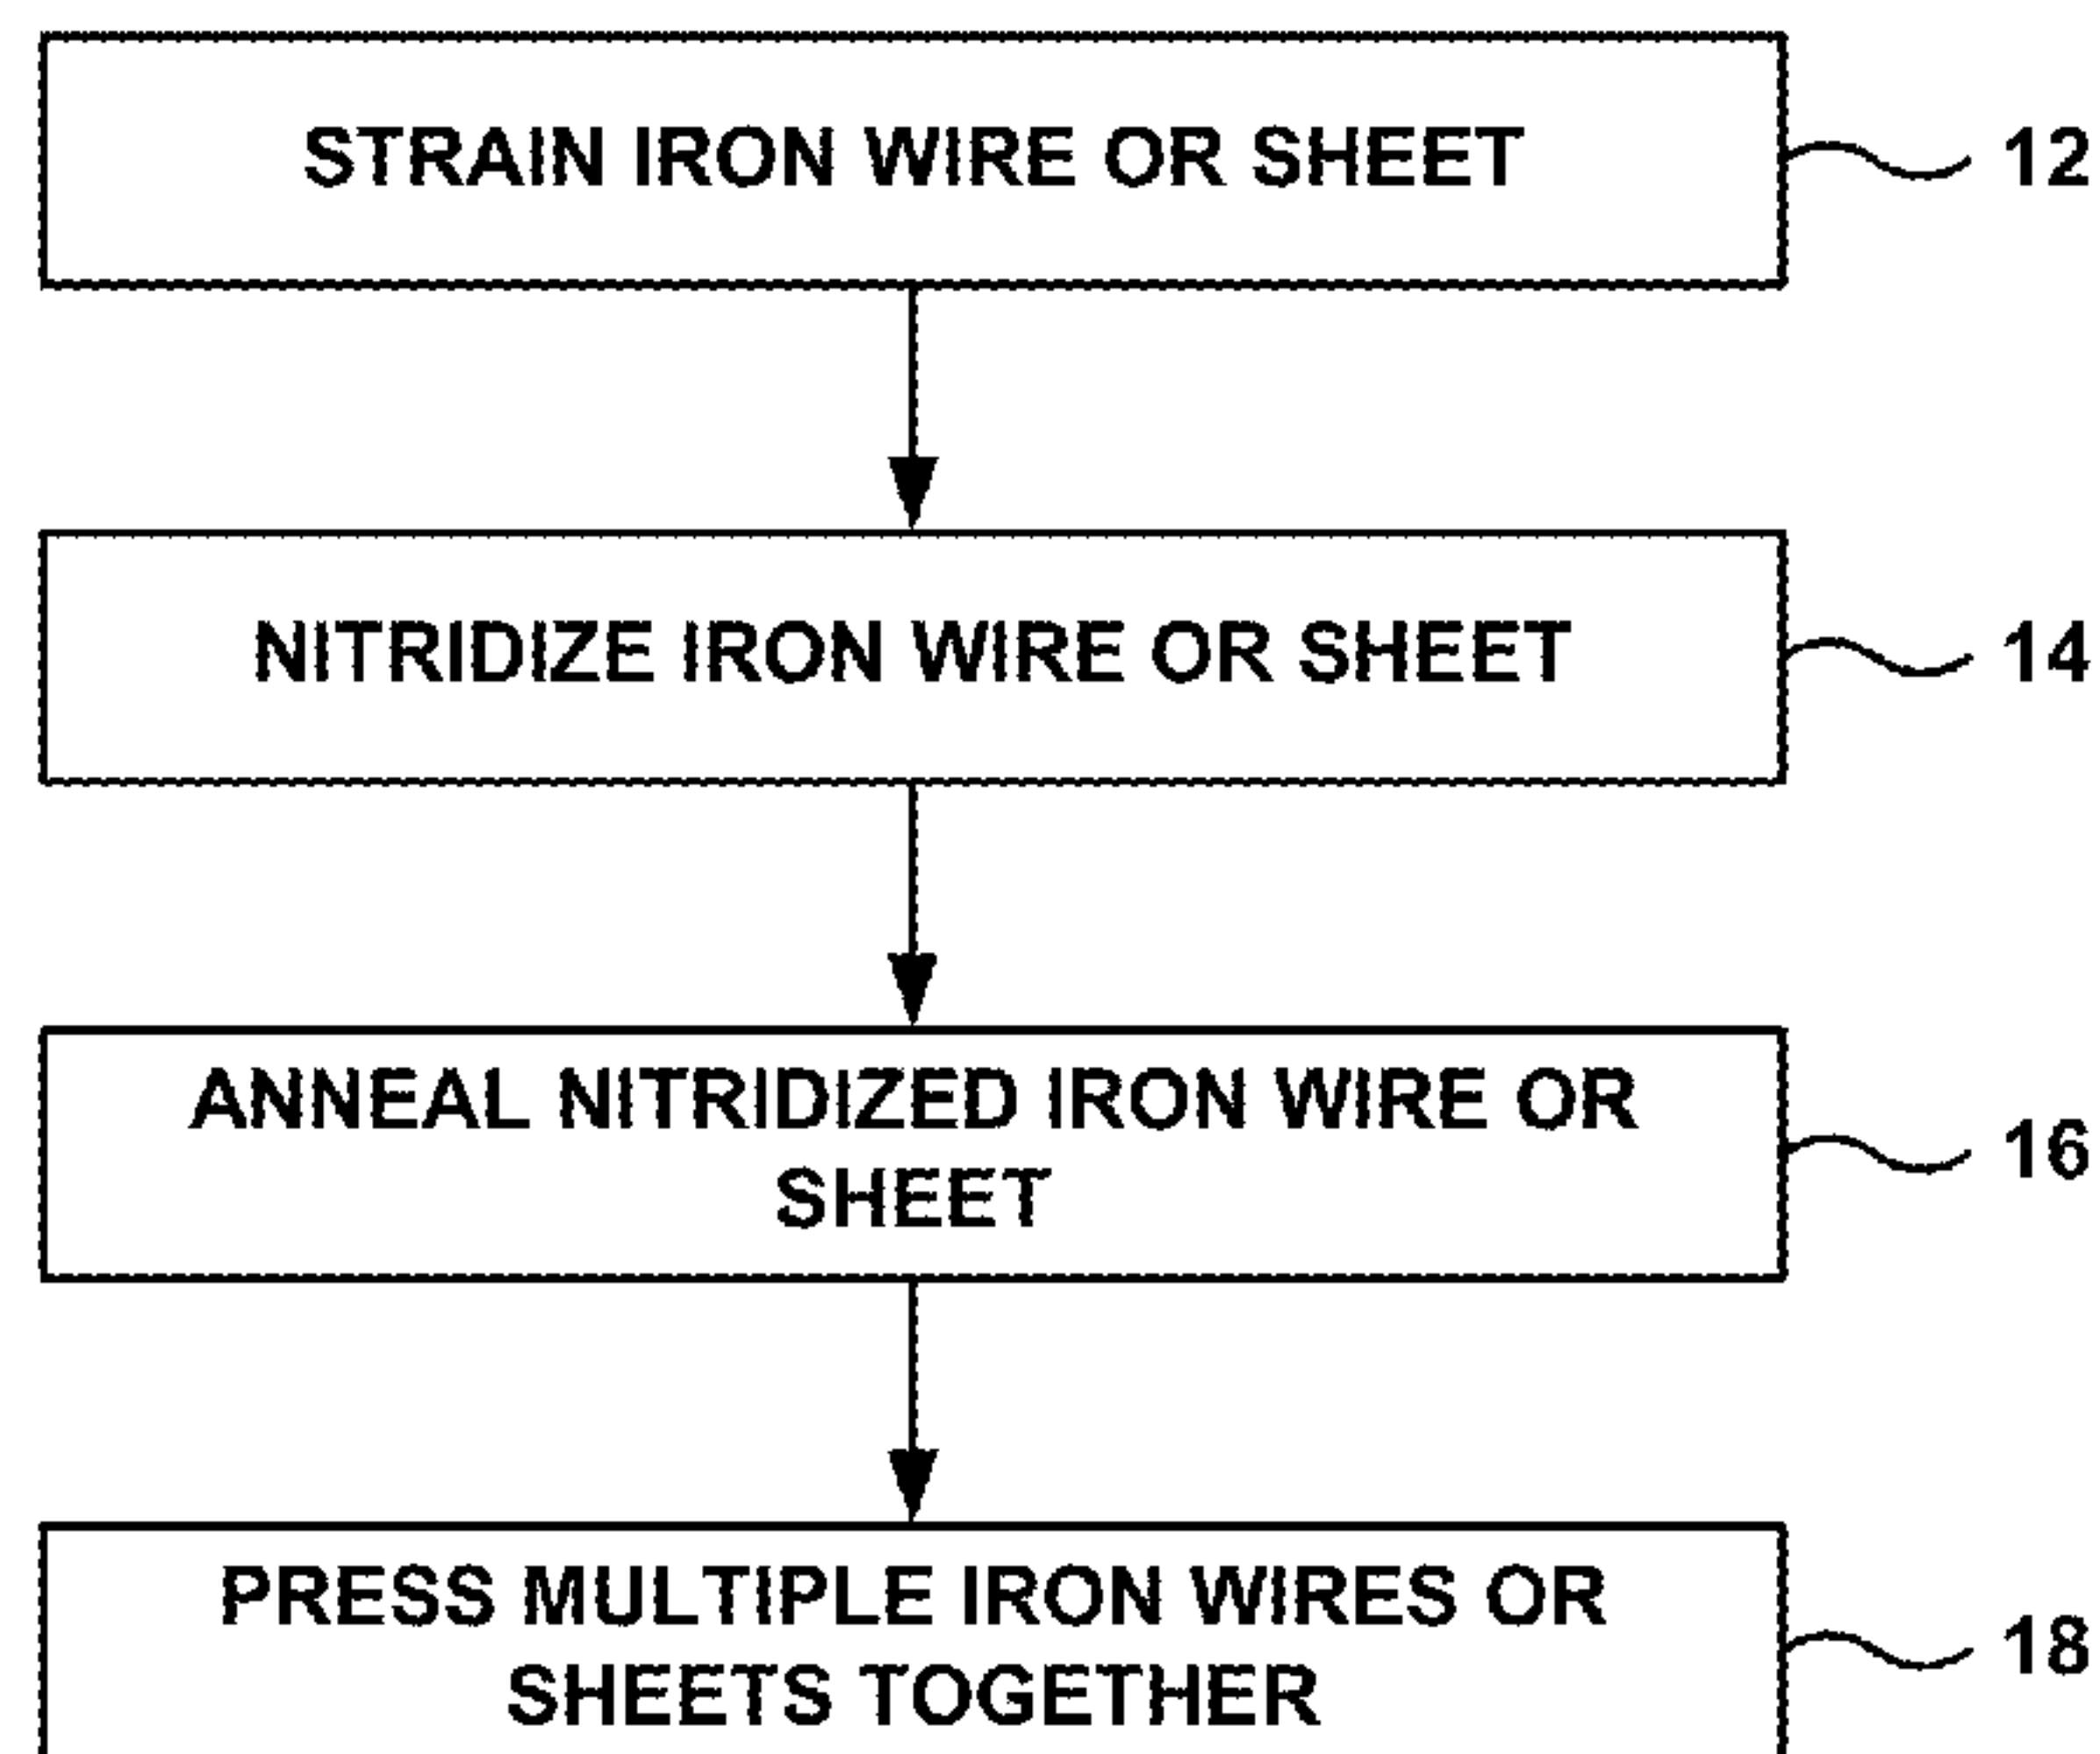 STRAIN IRON WIRE OR SHEET
12
NITRIDIZE IRON WIRE OR SHEET
14
ANNEAL NITRIDIZED IRON WIRE OR
SHEET
16
PRESS MULTIPLE IRON WIRES OR
SHEETS TOGETHER
18